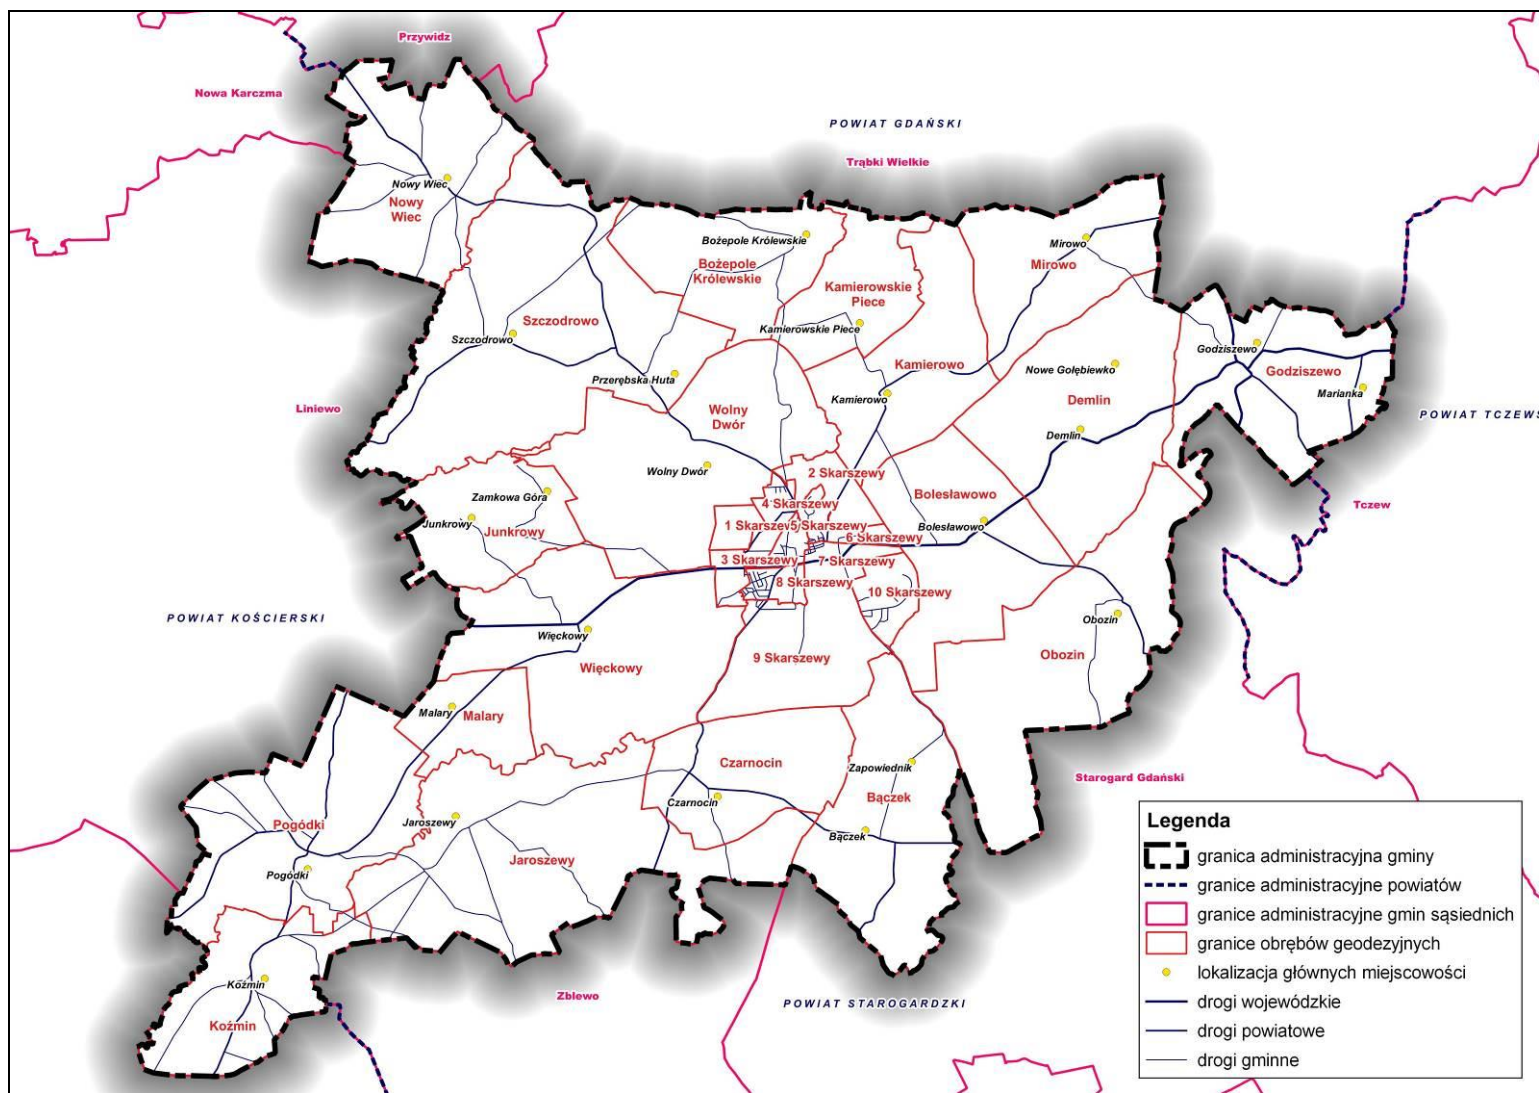 Przywidz
Nowa Karczma
POWIAT GDAŃSKI
Trąbki Wielkie
Nowy Wiec
Nowy
Wiec
Bożepole Królewskie
Bożepole
Królewskie
Mirowo
Mirowo
Kamierowskie
Piece
Kamierowskie Piece
Szczodrowo
Szczodrowo
Godziszewo
Godziszewo
Przerębska Huta
Kamierowo
Nowe Gołębiewko
Marianka
Kamierowo
Demlin
Liniewo
Wolny
Dwór
POWIAT TCZEWS
Demlin
Wolny Dwór
2 Skarszewy
Zamkowa Góra
Bolesławowo
4 Skarszewy
Tczew
Junkrowy
Junkrowy
1 Skarszewy
5 Skarszewy
Bolesławowo
6 Skarszewy
3 Skarszewy
7 Skarszewy
8 Skarszewy
10 Skarszewy
POWIAT KOŚCIERSKI
Obozin
Więckowy
Więckowy
9 Skarszewy
Obozin
Malary
Malary
Czarnocin
Zapowiednik
Starogard Gdański
Bączek
Czarnocin
Jaroszewy
Pogódki
Bączek
Jaroszewy
Pogódki
Koźmin
Zblewo
POWIAT STAROGARDZKI
Koźmin
Legenda
granica administracyjna gminy
granice administracyjne powiatów
granice administracyjne gmin sąsiednich
granice obrębów geodezyjnych
lokalizacja głównych miejscowości
drogi wojewódzkie
drogi powiatowe
drogi gminne